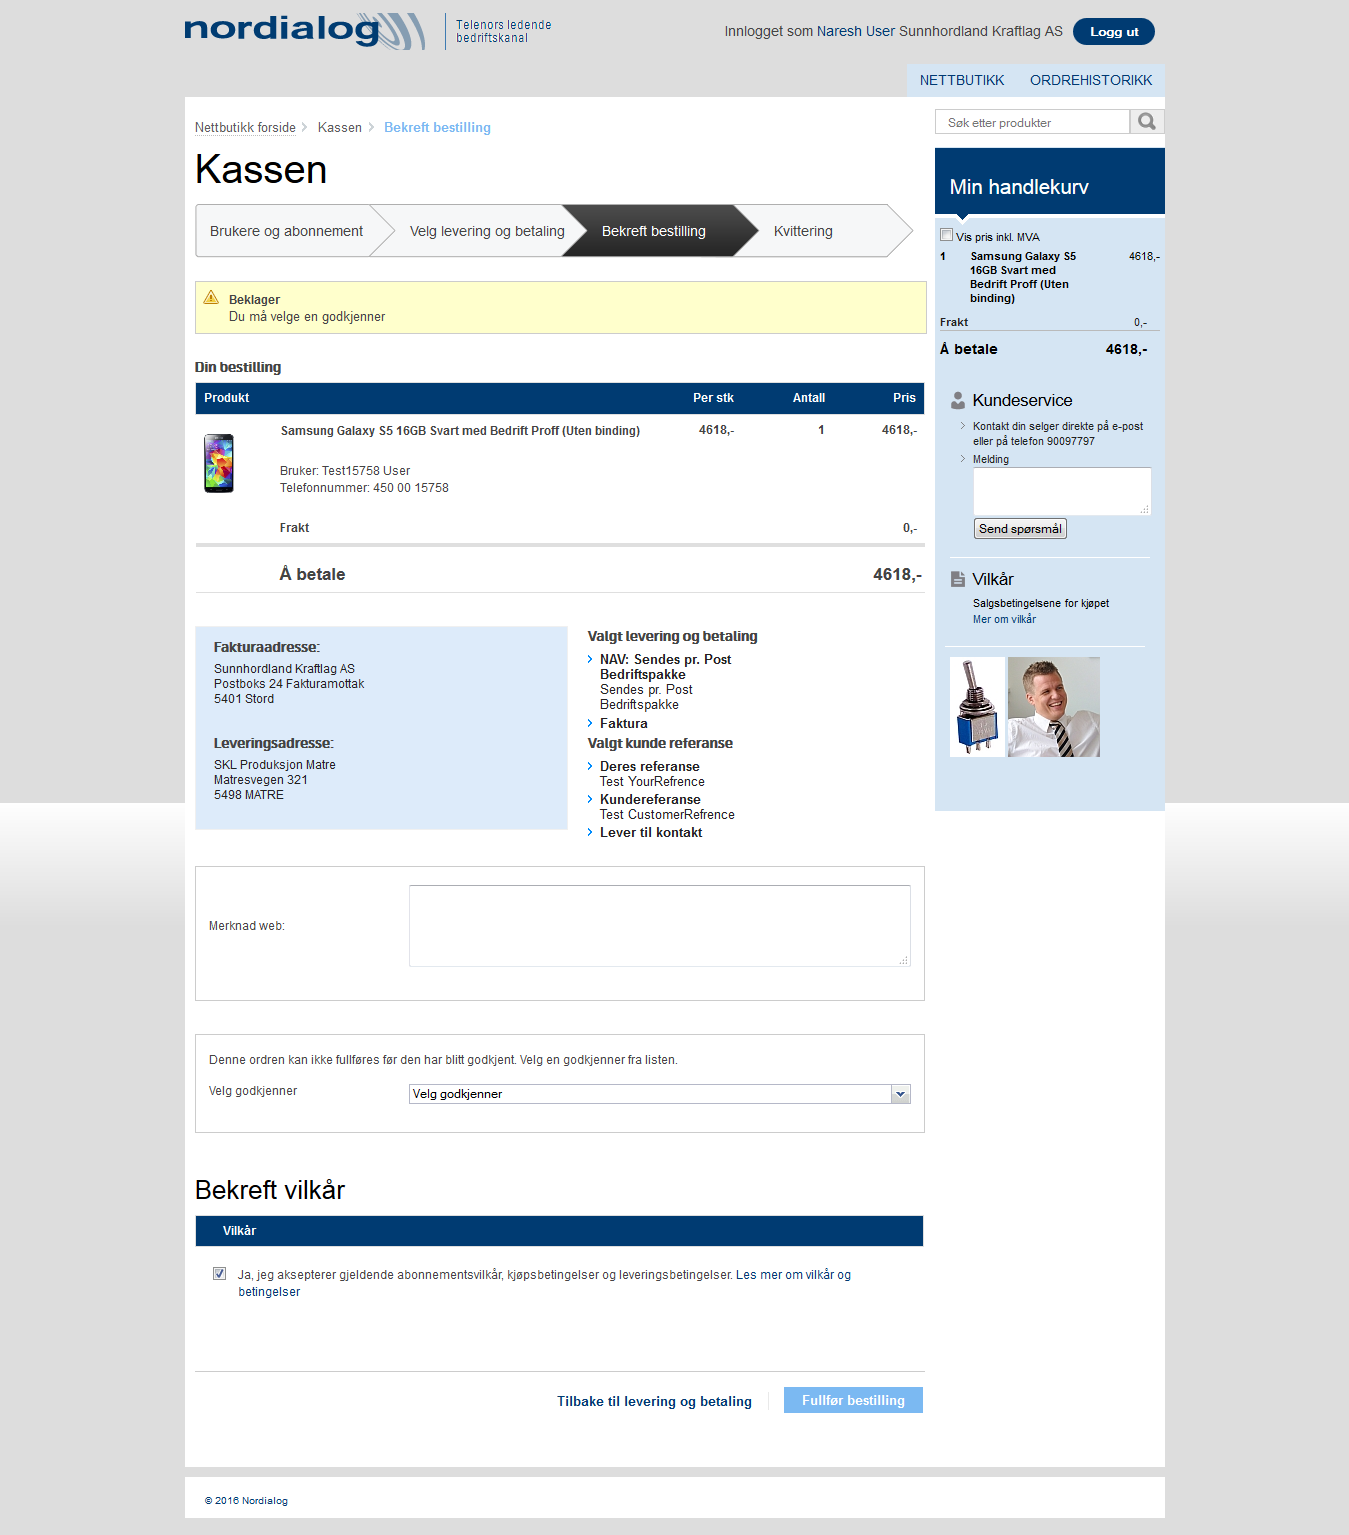 nordialog
Telenors ledende
bedriftskanal
Innlogget som Naresh User Sunnhordland Kraftlag AS
Logg ut
NETTBUTIKK ORDREHISTORIKK
Nettbutikk forside Kassen Bekreft bestilling
Søk etter produkter
Kassen
Brukere og abonnement
Velg levering og betaling
Bekreft bestilling
Kvittering
Beklager
Du må velge en godkjenner
Din bestilling
Produkt Per stk Antall Pris
Samsung Galaxy S5 16GB Svart med Bedrift Proff (Uten binding) 4618,- 1 4618,-
Bruker: Test15758 User
Telefonnummer: 450 00 15758
Frakt 0,-
Å betale 4618,-
Fakturaadresse:
Sunnhordland Kraftlag AS
Postboks 24 Fakturamottak
5401 Stord
Leveringsadresse:
SKL Produksjon Matre
Matresvegen 321
5498 MATRE
Valgt levering og betaling
NAV: Sendes pr. Post
Bedriftspakke
Sendes pr. Post
Bedriftspakke
Faktura
Valgt kunde referanse
Deres referanse
Test YourRefrence
Kundereferanse
Test CustomerRefrence
Lever til kontakt
Merknad web:
Denne ordren kan ikke fullføres før den har blitt godkjent. Velg en godkjenner fra listen.
Velg godkjenner
Velg godkjenner
Bekreft vilkår
Vilkår
Ja, jeg aksepterer gjeldende abonnementsvilkår, kjøpsbetingelser og leveringsbetingelser. Les mer om vilkår og
betingelser
Tilbake til levering og betaling
Fullfør bestilling
Min handlekurv
Vis pris inkl. MVA
1 Samsung Galaxy S5 4618,-
16GB Svart med
Bedrift Proff (Uten
binding)
Frakt 0,-
Å betale 4618,-
Kundeservice
Kontakt din selger direkte på e-post
eller på telefon 90097797
Melding
Send spørsmål
Vilkår
Salgsbetingelsene for kjøpet
Mer om vilkår
© 2016 Nordialog